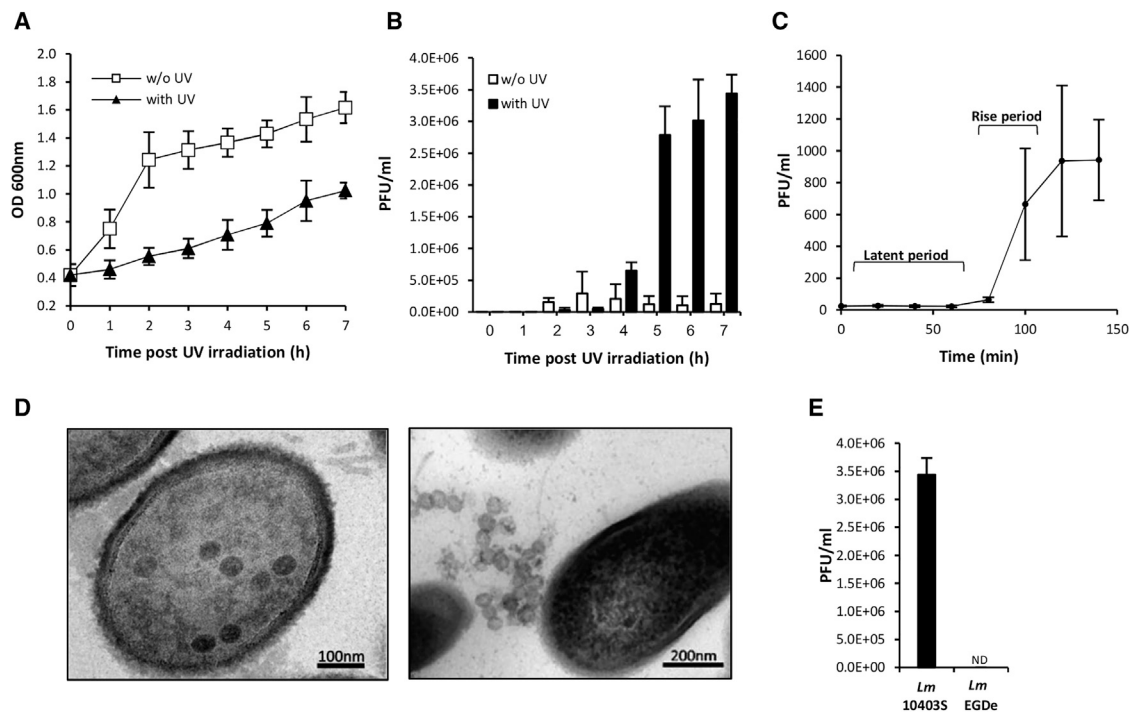 A
2.0
1.8
1.6
1.4
1.2
1.0
0.8
0.6
0.4
0.2
OD 600nm
w/o UV
with UV
0 1 2 3 4 5 6 7
Time post UV irradiation (h)
B
4.0E+06
3.5E+06
3.0E+06
2.5E+06
2.0E+06
1.5E+06
1.0E+06
5.0E+05
0.0E+00
PFU/ml
w/o UV
with UV
0 1 2 3 4 5 6 7
Time post UV irradiation (h)
C
1600
1400
1200
1000
800
600
400
200
0
PFU/ml
Rise period
Latent period
0 50 100 150
Time (min)
D
100nm
200nm
E
4.0E+06
3.5E+06
3.0E+06
2.5E+06
2.0E+06
1.5E+06
1.0E+06
5.0E+05
0.0E+00
PFU/ml
ND
Lm Lm
10403S EGDe